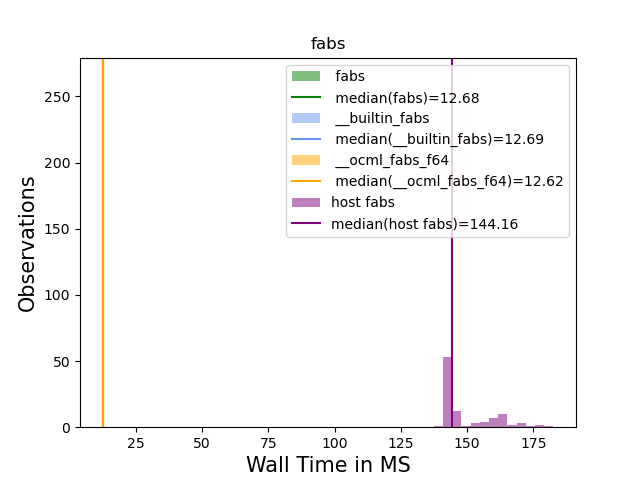 fabs
Observations
250
200
150
100
50
0
fabs
median(fabs)=12.68
__builtin_fabs
median(__builtin_fabs)=12.69
__ocml_fabs_f64
median(__ocml_fabs_f64)=12.62
host fabs
median(host fabs)=144.16
25 50 75 100 125 150 175
Wall Time in MS